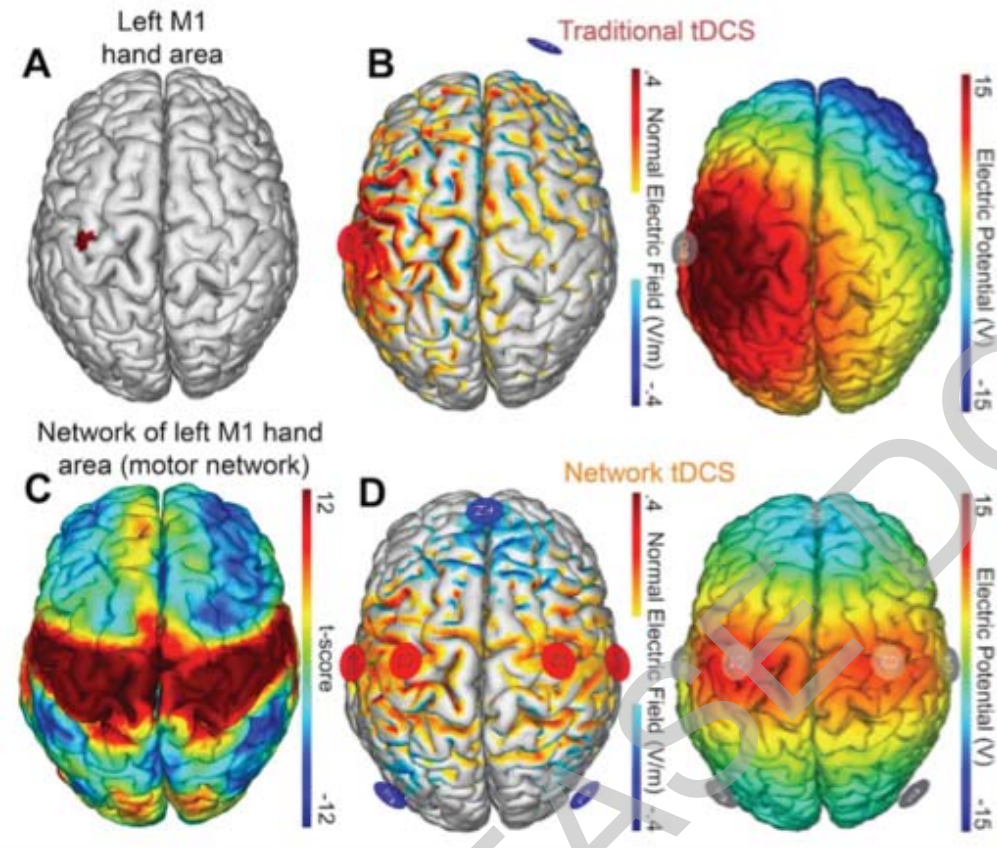 Left M1
hand area
A
B
Traditional tDCS
.4 Normal Electric Field (V/m) -.4
15 Electric Potential (V) -15
Network of left M1 hand
area (motor network)
C
12 t-score -12
D
Network tDCS
.4 Normal Electric Field (V/m) -.4
15 Electric Potential (V) -15